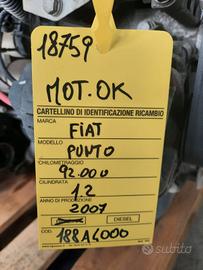 18759
MOT. OK
CARTELLINO DI IDENTIFICAZIONE RICAMBIO
MARCA
FIAT
MODELLO
PUNTO
CHILOMETRAGGIO
92.000
CILINDRATA
1.2
ANNO DI PRODUZIONE
2007
DIESEL
COD.
188A4000
subito